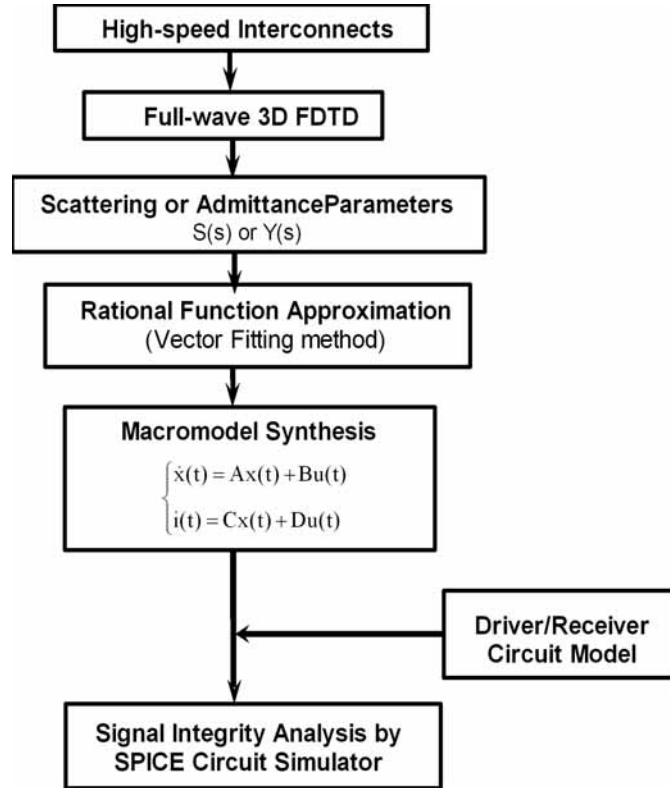 High-speed Interconnects
Full-wave 3D FDTD
Scattering or AdmittanceParameters
S(s) or Y(s)
Rational Function Approximation
(Vector Fitting method)
Macromodel Synthesis
ẋ(t) = Ax(t) + Bu(t)
i(t) = Cx(t) + Du(t)
Driver/Receiver
Circuit Model
Signal Integrity Analysis by
SPICE Circuit Simulator